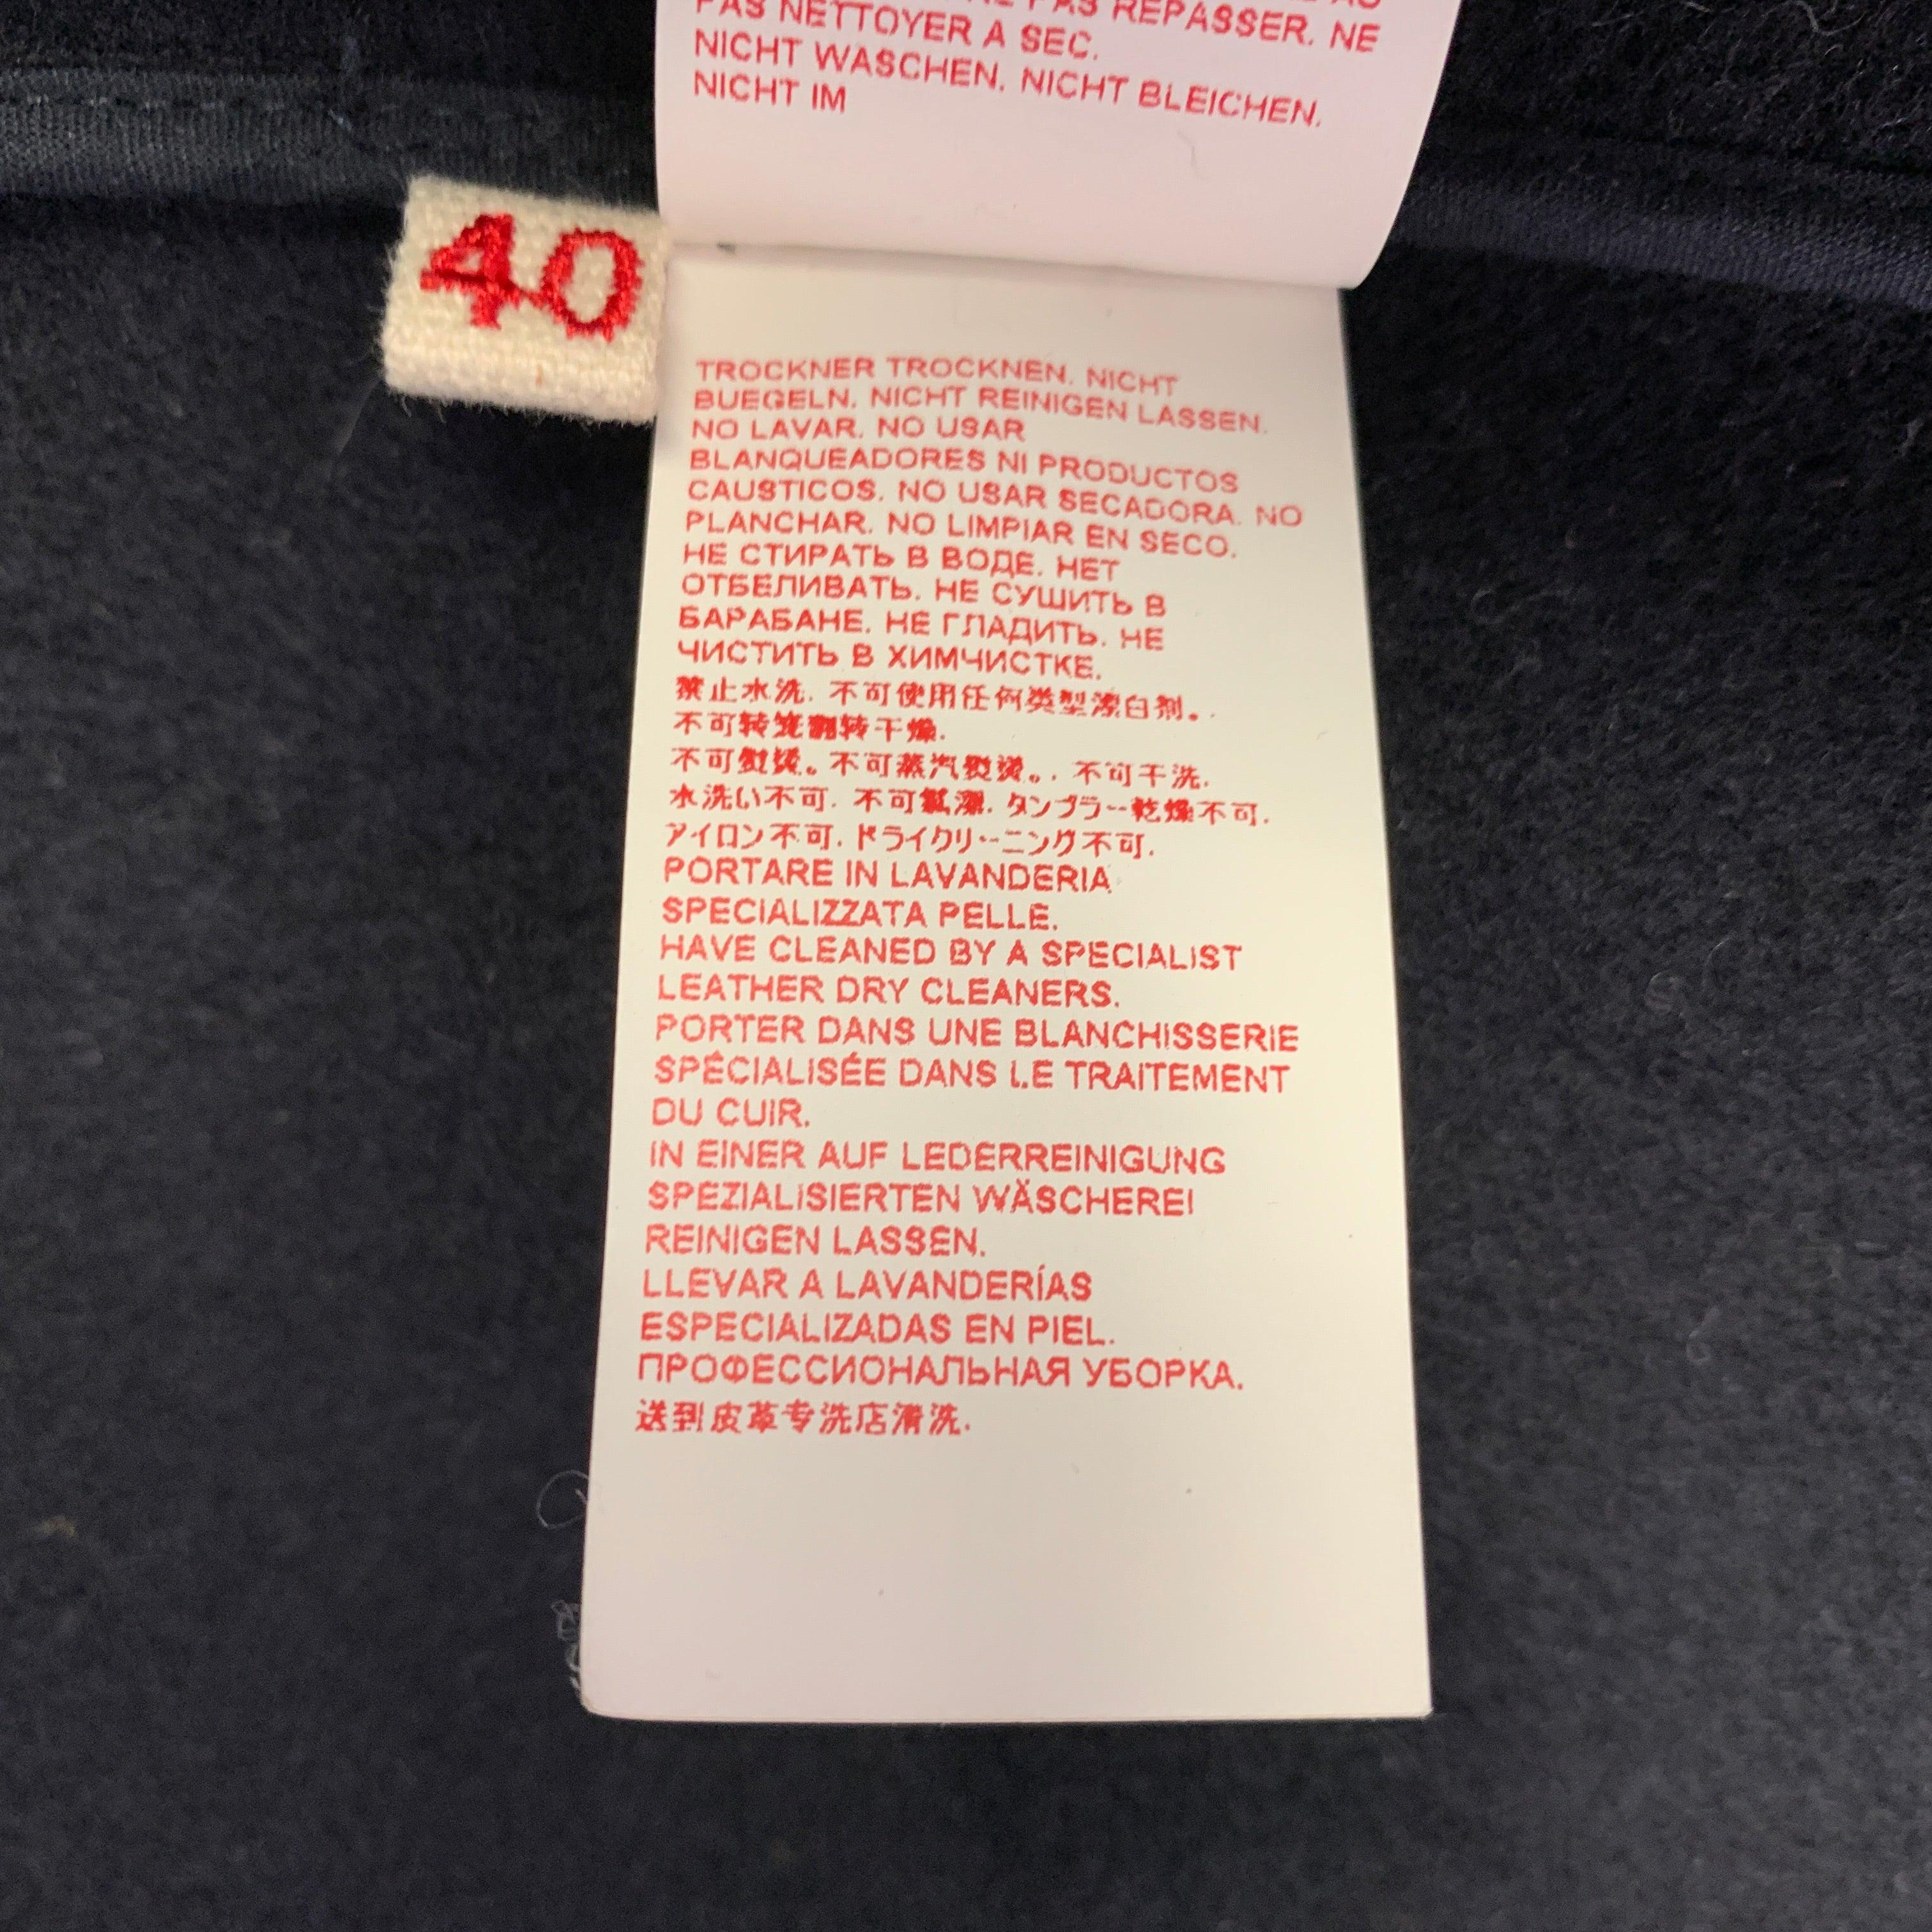 PAS REPASSER. NE
PAS NETTOYER A SEC.
NICHT WASCHEN. NICHT BLEICHEN.
NICHT IM
40
TROCKNER TROCKNEN. NICHT
BUEGELN. NICHT REINIGEN LASSEN.
NO LAVAR. NO USAR
BLANQUEADORES NI PRODUCTOS
CAUSTICOS. NO USAR SECADORA. NO
PLANCHAR. NO LIMPIAR EN SECO.
НЕ СТИРАТЬ В ВОДЕ. НЕТ
ОТБЕЛИВАТЬ. НЕ СУШИТЬ В
БАРАБАНЕ. НЕ ГЛАДИТЬ. НЕ
ЧИСТИТЬ В ХИМЧИСТКЕ.
禁止水洗. 不可使用任何类型漂白剂。.
不可转笼翻转干燥.
不可熨烫。不可蒸汽熨烫。. 不可干洗.
水洗い不可. 不可氯漂. タンブラー乾燥不可.
アイロン不可. ドライクリーニング不可.
PORTARE IN LAVANDERIA
SPECIALIZZATA PELLE.
HAVE CLEANED BY A SPECIALIST
LEATHER DRY CLEANERS.
PORTER DANS UNE BLANCHISSERIE
SPÉCIALISÉE DANS LE TRAITEMENT
DU CUIR.
IN EINER AUF LEDERREINIGUNG
SPEZIALISIERTEN WÄSCHEREI
REINIGEN LASSEN.
LLEVAR A LAVANDERÍAS
ESPECIALIZADAS EN PIEL.
ПРОФЕССИОНАЛЬНАЯ УБОРКА.
送到皮革专洗店清洗.